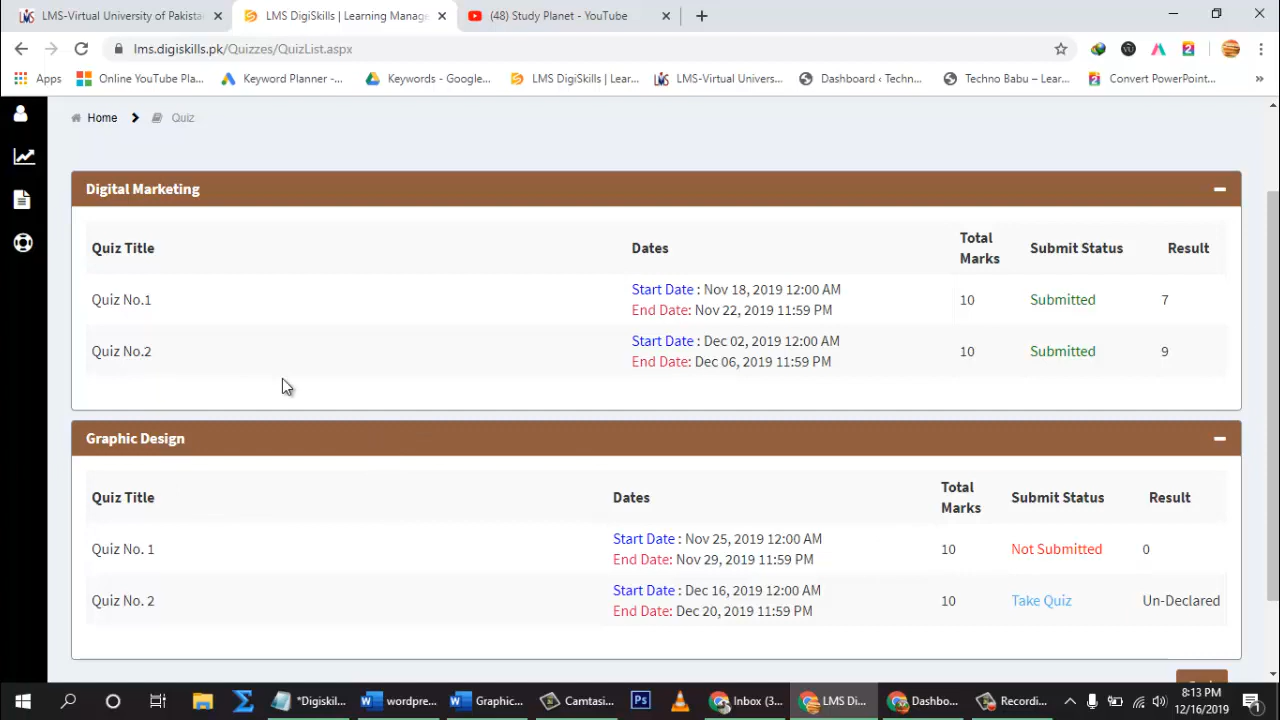 LMS-Virtual University of Pakista
LMS DigiSkills | Learning Manage
(48) Study Planet - YouTube
lms.digiskills.pk/Quizzes/QuizList.aspx
Apps
Online YouTube Pla...
Keyword Planner -...
Keywords - Google...
LMS DigiSkills | Lear...
LMS-Virtual Univers...
Dashboard ‹ Techn...
Techno Babu – Lear...
Convert PowerPoint...
»
Home Quiz
Digital Marketing
Quiz Title Dates Total Marks Submit Status Result
Quiz No.1 Start Date : Nov 18, 2019 12:00 AM 10 Submitted 7
End Date: Nov 22, 2019 11:59 PM
Quiz No.2 Start Date : Dec 02, 2019 12:00 AM 10 Submitted 9
End Date: Dec 06, 2019 11:59 PM
Graphic Design
Quiz Title Dates Total Marks Submit Status Result
Quiz No. 1 Start Date : Nov 25, 2019 12:00 AM 10 Not Submitted 0
End Date: Nov 29, 2019 11:59 PM
Quiz No. 2 Start Date : Dec 16, 2019 12:00 AM 10 Take Quiz Un-Declared
End Date: Dec 20, 2019 11:59 PM
*Digiskil...
wordpre...
Graphic...
Camtasi...
Inbox (3...
LMS Di...
Dashbo...
Recordi...
8:13 PM
12/16/2019